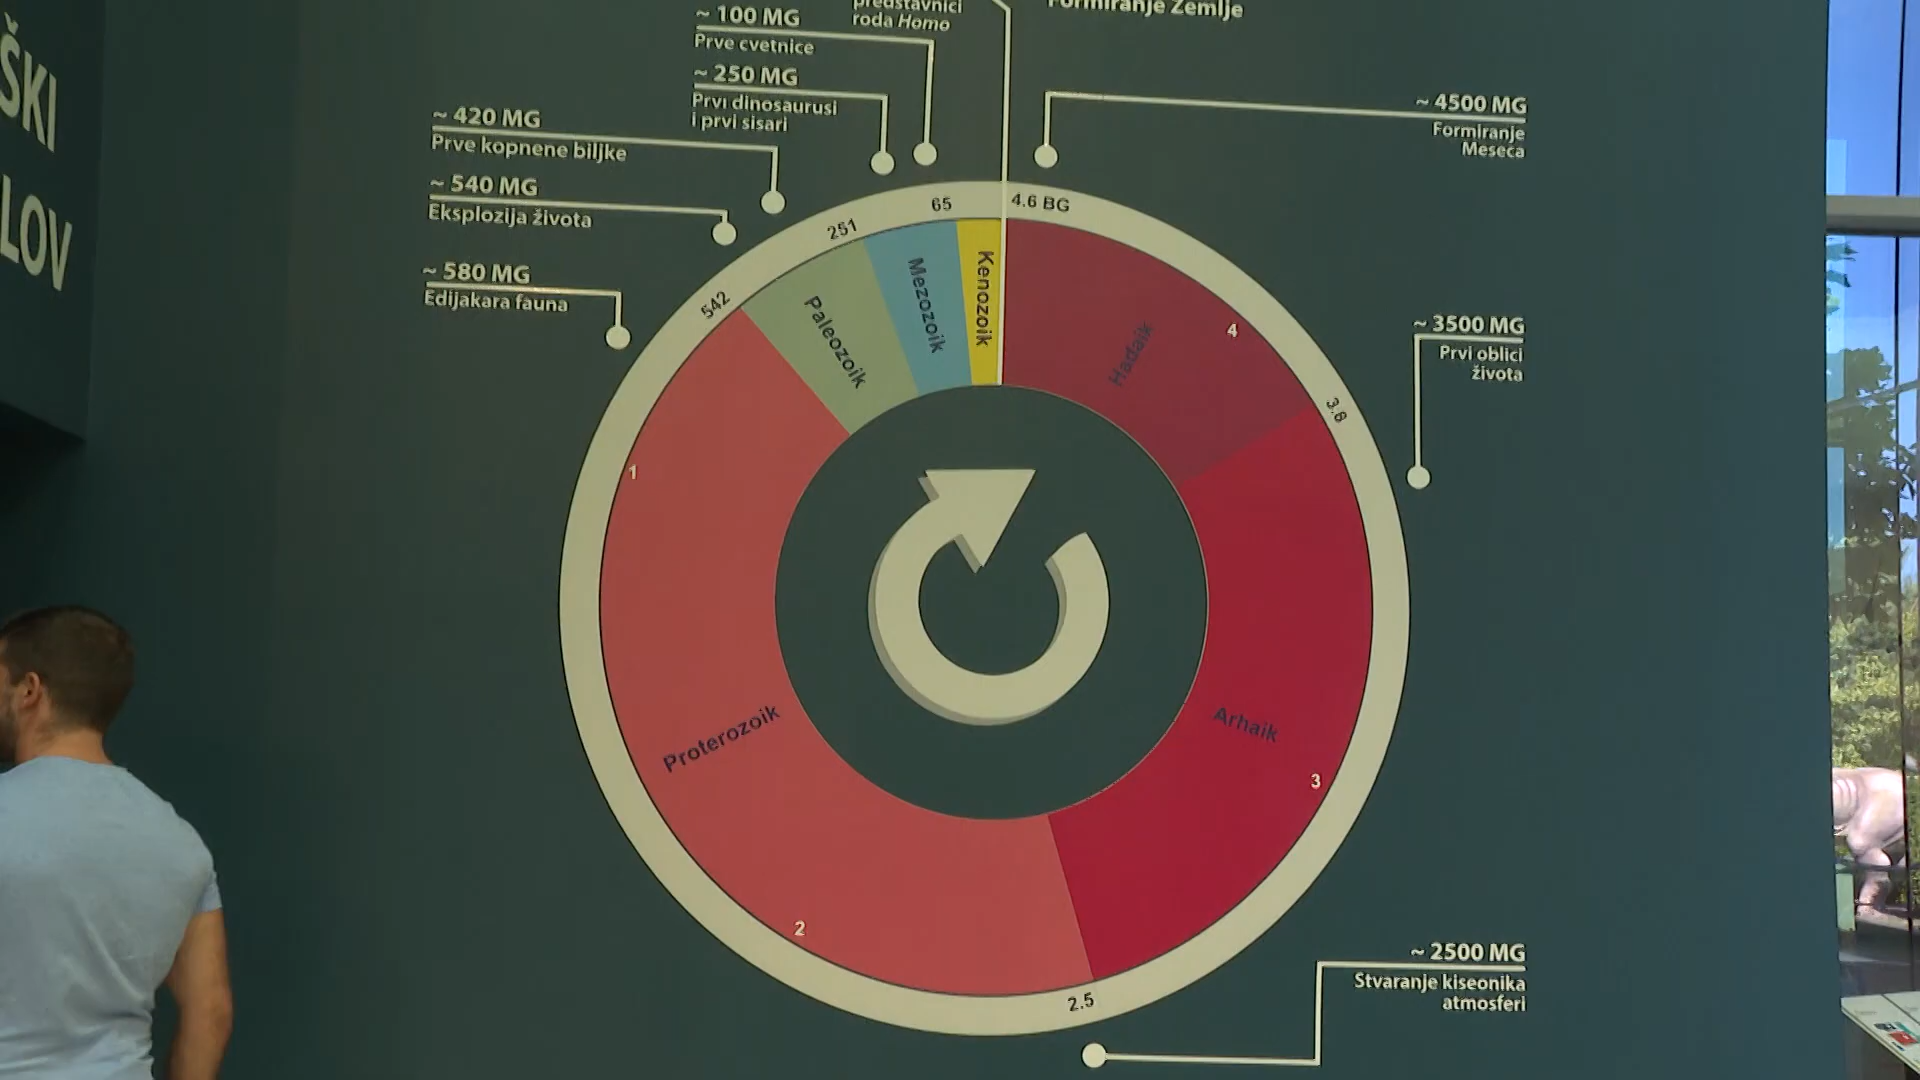 ŠKI
LOV
predstavnici
roda Homo
Formiranje Zemlje
~ 100 MG
Prve cvetnice
~ 250 MG
Prvi dinosaurusi
i prvi sisari
~ 420 MG
Prve kopnene biljke
~ 540 MG
Eksplozija života
~ 580 MG
Edijakara fauna
~ 4500 MG
Formiranje
Meseca
~ 3500 MG
Prvi oblici
života
~ 2500 MG
Stvaranje kiseonika
atmosferi
542
251
65
4.6 BG
3.8
2.5
Paleozoik
Mezozoik
Kenozoik
Hadaik
Arhaik
Proterozoik
4
3
2
1